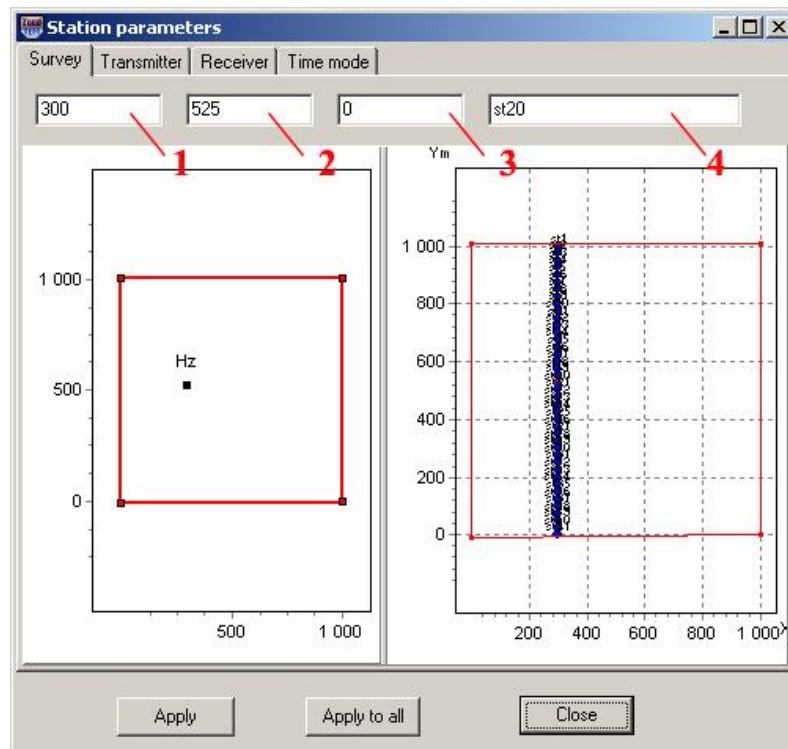 Station parameters
Survey Transmitter Receiver Time mode
300 525 0 st20
1 2 3 4
Ym
1 000
500
0
Hz
500 1 000
1 000
800
600
400
200
0
200 400 600 800 1 000
Apply Apply to all Close